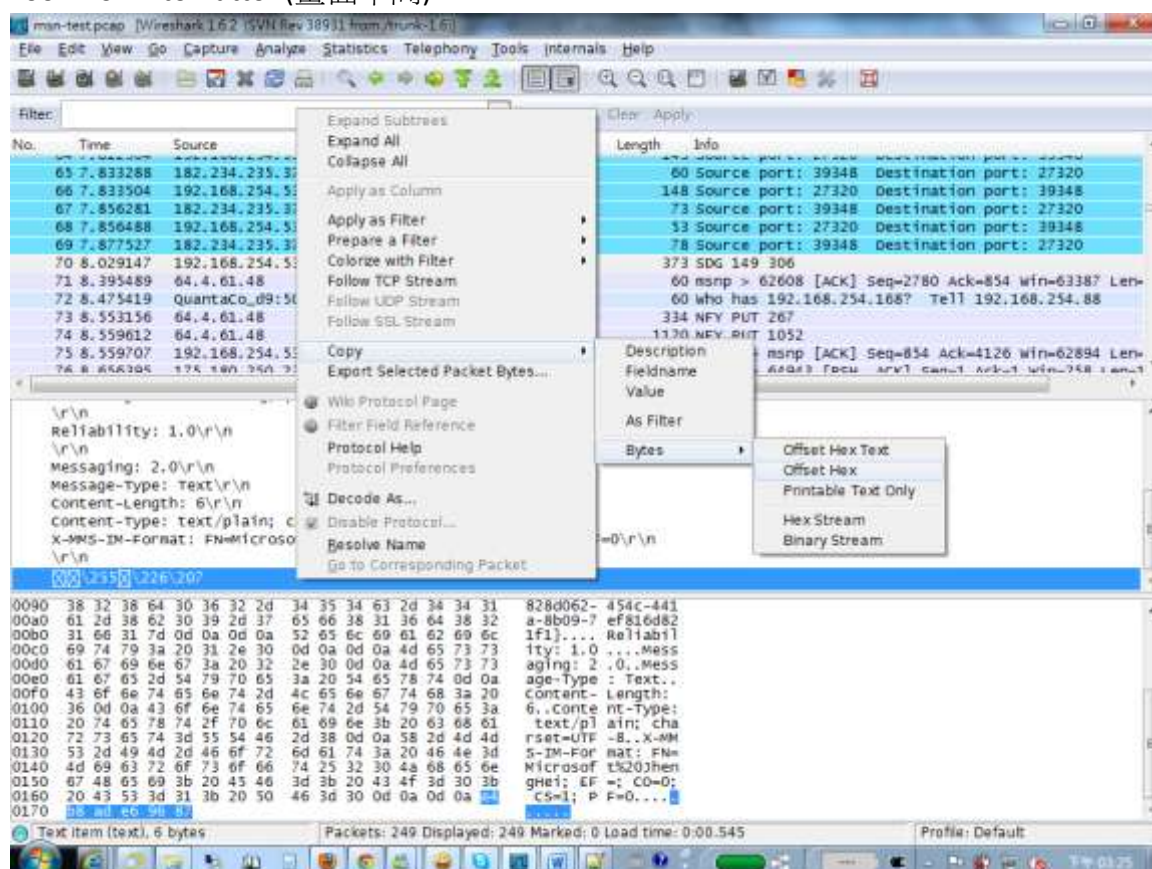 msn-test.pcap [Wireshark 1.6.2 (SVN Rev 38931 from /trunk-1.6)]
File Edit View Go Capture Analyze Statistics Telephony Tools Internals Help
Filter: Clear Apply
No. Time Source Length Info
65 7.833288 182.234.235.3 60 Source port: 39348 Destination port: 27320
66 7.833504 192.168.254.5 148 Source port: 27320 Destination port: 39348
67 7.856281 182.234.235.3 73 Source port: 39348 Destination port: 27320
68 7.856488 192.168.254.5 53 Source port: 27320 Destination port: 39348
69 7.877527 182.234.235.3 78 Source port: 39348 Destination port: 27320
70 8.029147 192.168.254.5 373 SDG 149 306
71 8.395489 64.4.61.48 60 msnp > 62608 [ACK] Seq=2780 Ack=854 Win=63387 Len=
72 8.475419 QuantaCo_d9:50 60 Who has 192.168.254.168? Tell 192.168.254.88
73 8.553156 64.4.61.48 334 NFY PUT 267
74 8.559612 64.4.61.48 1120 NFY PUT 1052
75 8.559707 192.168.254.5 msnp [ACK] Seq=854 Ack=4126 Win=62894 Len=
Expand Subtrees
Expand All
Collapse All
Apply as Column
Apply as Filter
Prepare a Filter
Colorize with Filter
Follow TCP Stream
Follow UDP Stream
Follow SSL Stream
Copy
Export Selected Packet Bytes...
Wiki Protocol Page
Filter Field Reference
Protocol Help
Protocol Preferences
Decode As...
Disable Protocol...
Resolve Name
Go to Corresponding Packet
Description
Fieldname
Value
As Filter
Bytes
Offset Hex Text
Offset Hex
Printable Text Only
Hex Stream
Binary Stream
\r\n
Reliability: 1.0\r\n
\r\n
Messaging: 2.0\r\n
Message-Type: Text\r\n
Content-Length: 6\r\n
Content-Type: text/plain; c
X-MMS-IM-Format: FN=Microso =0\r\n
\r\n
\255 \226\207
0090 38 32 38 64 30 36 32 2d 34 35 34 63 2d 34 34 31 828d062- 454c-441
00a0 61 2d 38 62 30 39 2d 37 65 66 38 31 36 64 38 32 a-8b09-7 ef816d82
00b0 31 66 31 7d 0d 0a 0d 0a 52 65 6c 69 61 62 69 6c 1f1}.... Reliabil
00c0 69 74 79 3a 20 31 2e 30 0d 0a 0d 0a 4d 65 73 73 ity: 1.0 ....Mess
00d0 61 67 69 6e 67 3a 20 32 2e 30 0d 0a 4d 65 73 73 aging: 2 .0..Mess
00e0 61 67 65 2d 54 79 70 65 3a 20 54 65 78 74 0d 0a age-Type : Text..
00f0 43 6f 6e 74 65 6e 74 2d 4c 65 6e 67 74 68 3a 20 Content- Length:
0100 36 0d 0a 43 6f 6e 74 65 6e 74 2d 54 79 70 65 3a 6..Conte nt-Type:
0110 20 74 65 78 74 2f 70 6c 61 69 6e 3b 20 63 68 61 text/pl ain; cha
0120 72 73 65 74 3d 55 54 46 2d 38 0d 0a 58 2d 4d 4d rset=UTF -8..X-MM
0130 53 2d 49 4d 2d 46 6f 72 6d 61 74 3a 20 46 4e 3d S-IM-For mat: FN=
0140 4d 69 63 72 6f 73 6f 66 74 25 32 30 4a 68 65 6e Microsof t%20Jhen
0150 67 48 65 69 3b 20 45 46 3d 3b 20 43 4f 3d 30 3b gHei; EF =; CO=0;
0160 20 43 53 3d 31 3b 20 50 46 3d 30 0d 0a 0d 0a e4 CS=1; P F=0.....
0170 b8 ad e6 96 87 .....
Text item (text), 6 bytes Packets: 249 Displayed: 249 Marked: 0 Load time: 0:00.545 Profile: Default
下午 03:25